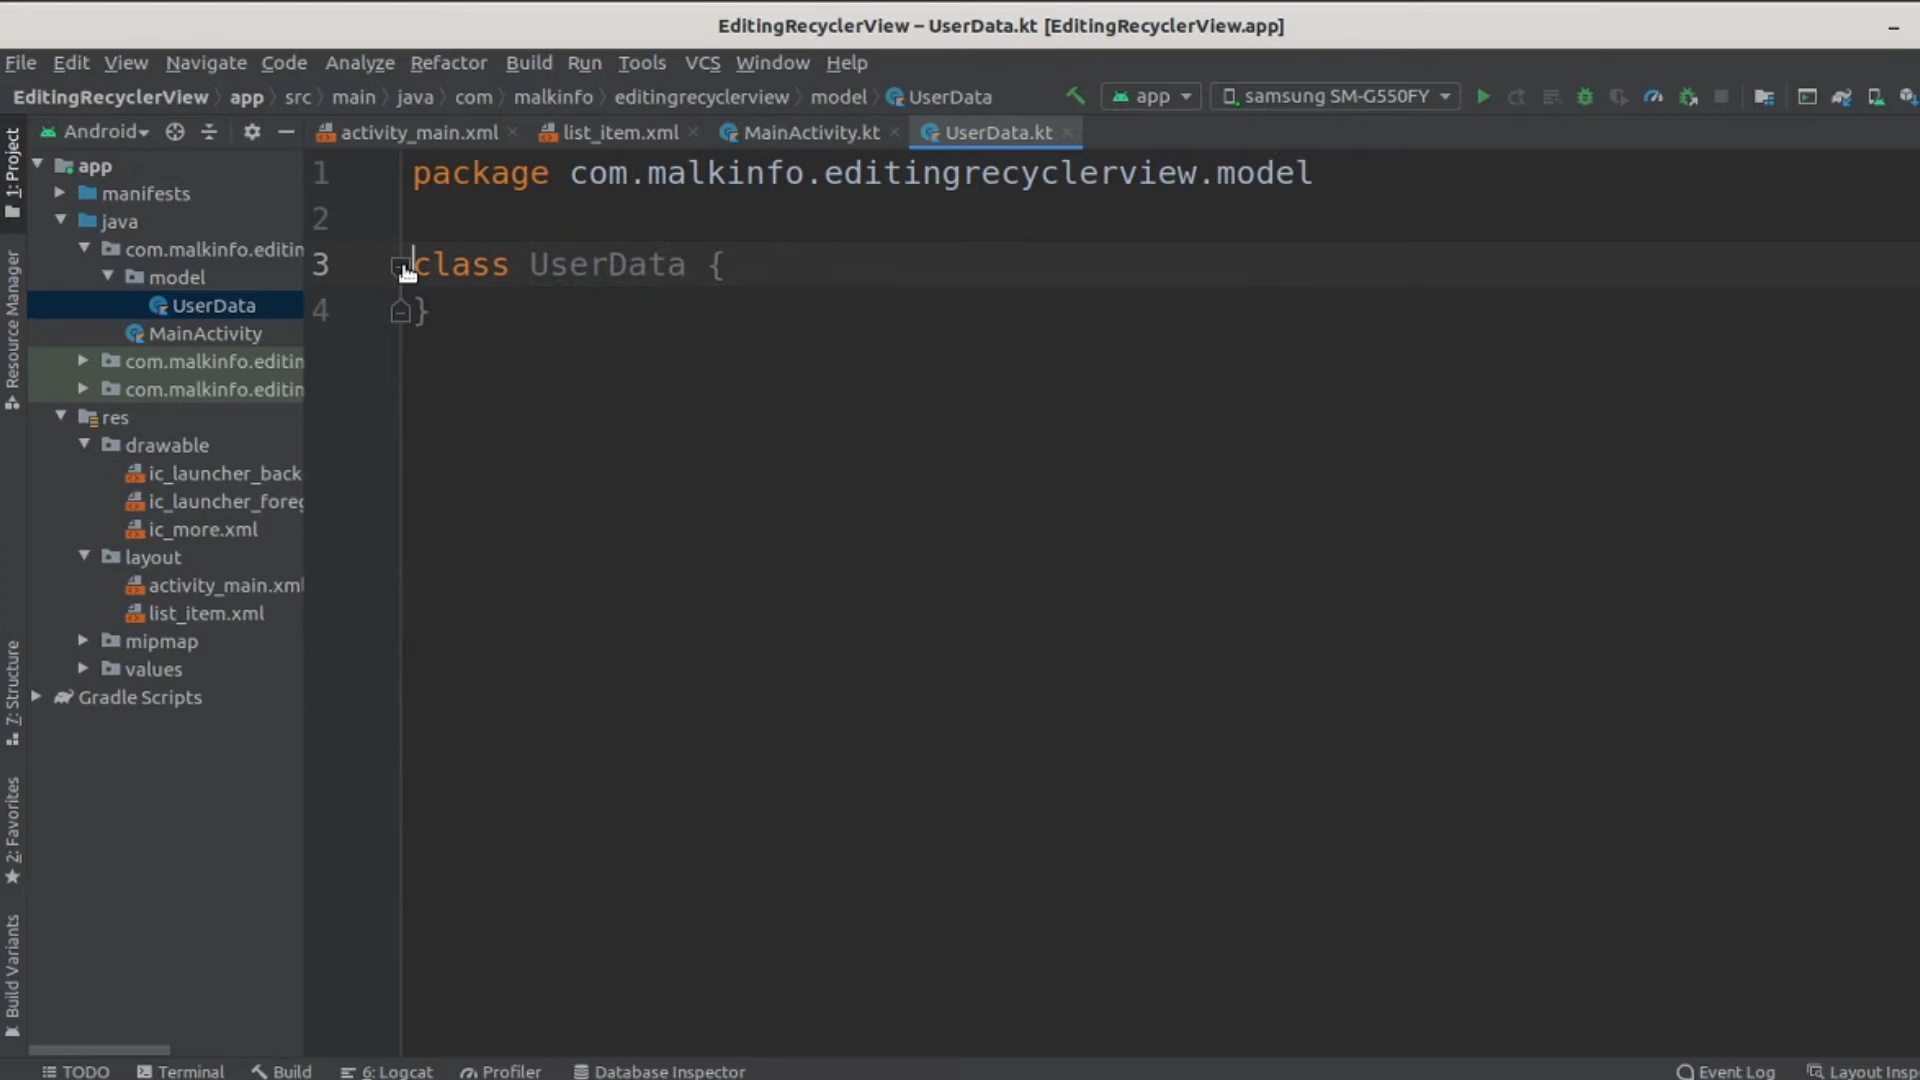 EditingRecyclerView – UserData.kt [EditingRecyclerView.app]
File Edit View Navigate Code Analyze Refactor Build Run Tools VCS Window Help
EditingRecyclerView app src main java com malkinfo editingrecyclerview model UserData app samsung SM-G550FY
1: Project
Resource Manager
7: Structure
2: Favorites
Build Variants
Android
app
manifests
java
com.malkinfo.editin
model
UserData
MainActivity
com.malkinfo.editin
com.malkinfo.editin
res
drawable
ic_launcher_back
ic_launcher_foreg
ic_more.xml
layout
activity_main.xml
list_item.xml
mipmap
values
Gradle Scripts
activity_main.xml list_item.xml MainActivity.kt UserData.kt
1 package com.malkinfo.editingrecyclerview.model
2
3 class UserData {
4 }
TODO Terminal Build 6: Logcat Profiler Database Inspector Event Log Layout Insp